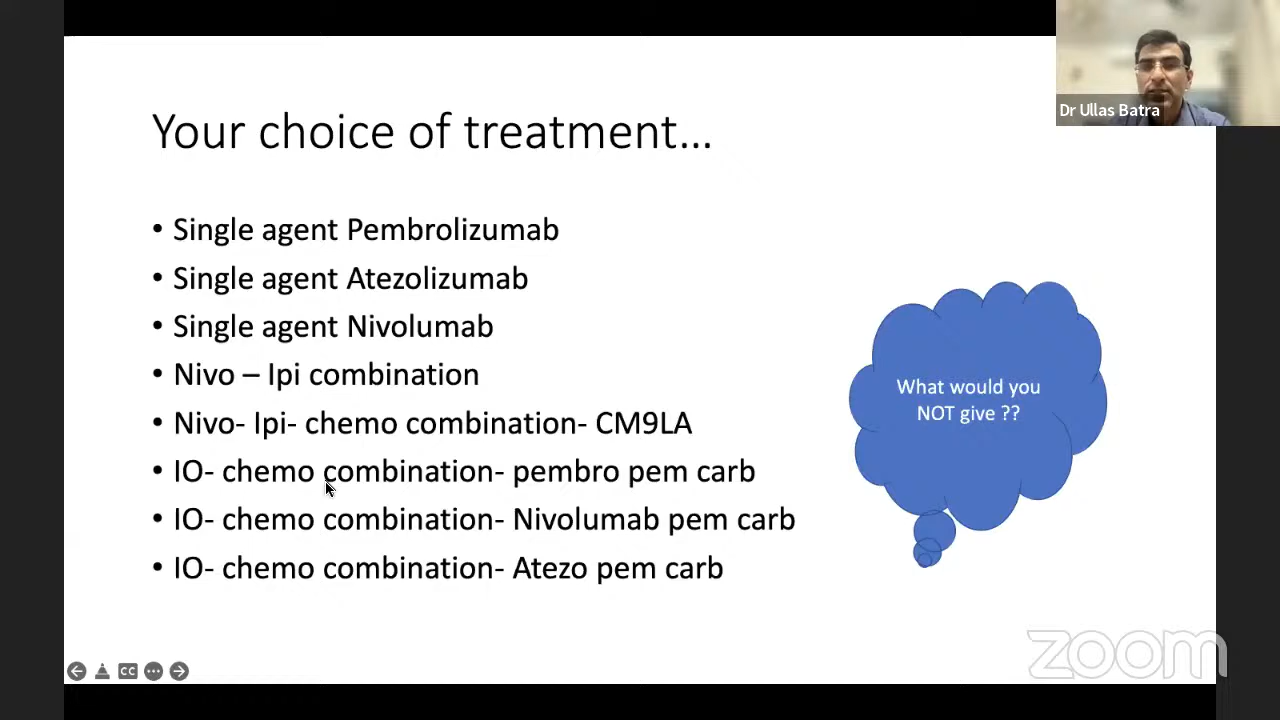 Dr Ullas Batra
Your choice of treatment...
• Single agent Pembrolizumab
• Single agent Atezolizumab
• Single agent Nivolumab
• Nivo – Ipi combination
• Nivo- Ipi- chemo combination- CM9LA
• IO- chemo combination- pembro pem carb
• IO- chemo combination- Nivolumab pem carb
• IO- chemo combination- Atezo pem carb
What would you
NOT give ??
CC
zoom